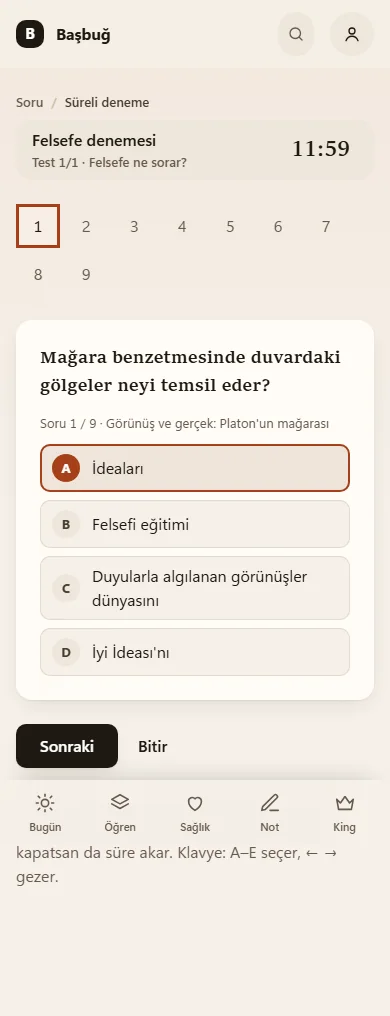 B Başbuğ
Soru / Süreli deneme
Felsefe denemesi
Test 1/1 · Felsefe ne sorar?
11:59
1 2 3 4 5 6 7
8 9
Mağara benzetmesinde duvardaki
gölgeler neyi temsil eder?
Soru 1 / 9 · Görünüş ve gerçek: Platon'un mağarası
A İdeaları
B Felsefi eğitimi
C Duyularla algılanan görünüşler
dünyasını
D İyi İdeası'nı
Sonraki Bitir
Bugün Öğren Sağlık Not King
kapatsan da süre akar. Klavye: A–E seçer, ← →
gezer.